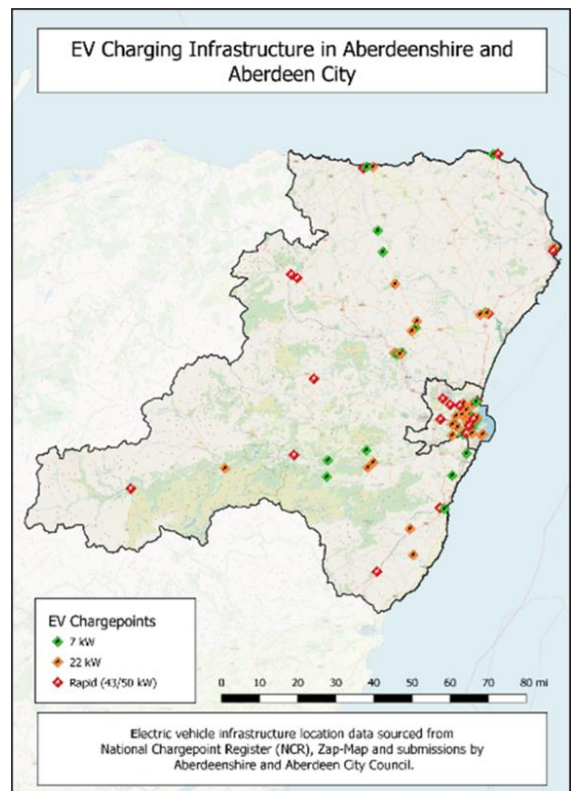 EV Charging Infrastructure in Aberdeenshire and
Aberdeen City
EV Chargepoints
7 kW
22 kW
Rapid (43/50 kW)
0 10 20 30 40 50 60 70 80 mi
Electric vehicle infrastructure location data sourced from
National Chargepoint Register (NCR), Zap-Map and submissions by
Aberdeenshire and Aberdeen City Council.